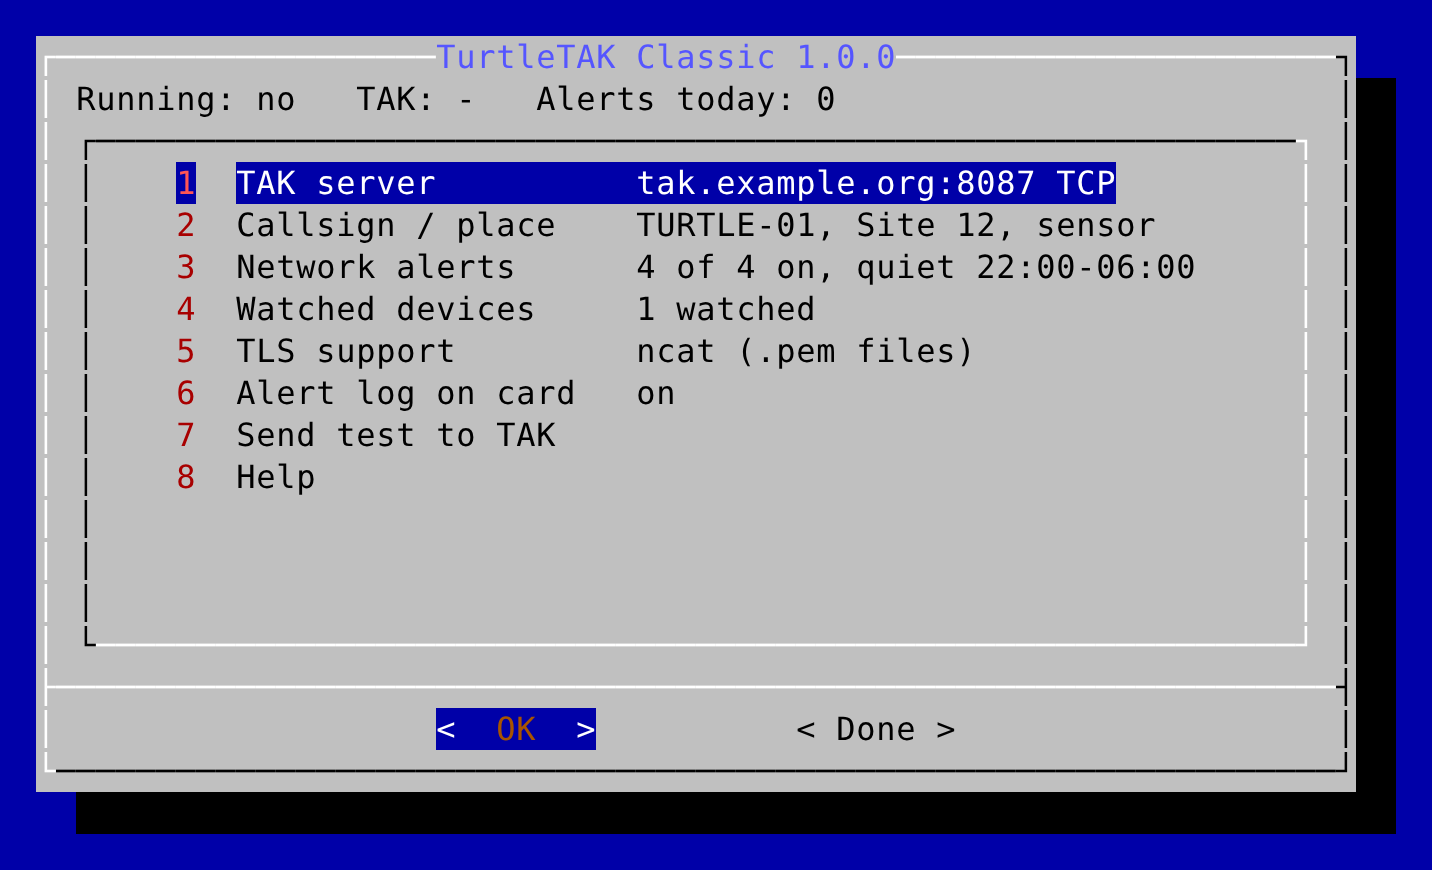 TurtleTAK Classic 1.0.0
Running: no   TAK: -   Alerts today: 0
1  TAK server          tak.example.org:8087 TCP
2  Callsign / place    TURTLE-01, Site 12, sensor
3  Network alerts      4 of 4 on, quiet 22:00-06:00
4  Watched devices     1 watched
5  TLS support         ncat (.pem files)
6  Alert log on card   on
7  Send test to TAK
8  Help
<  OK  >          < Done >